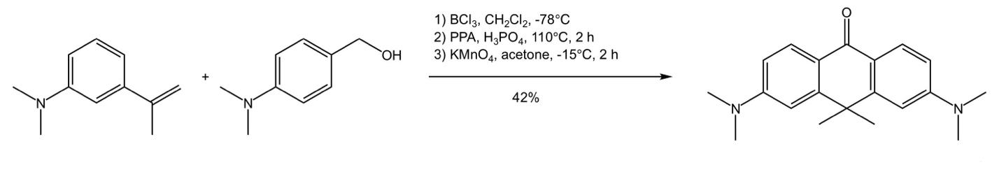 1) BCl3, CH2Cl2, -78°C
2) PPA, H3PO4, 110°C, 2 h
3) KMnO4, acetone, -15°C, 2 h
42%
+
N
OH
N
O
N
N